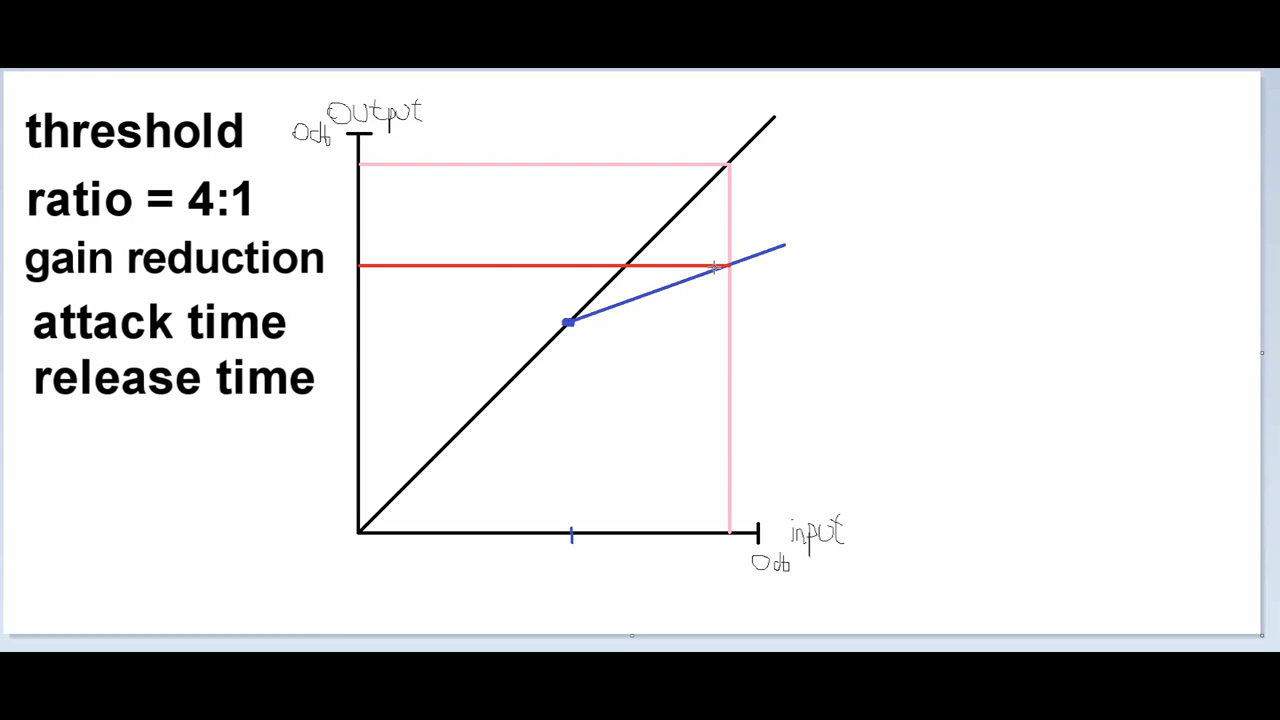 threshold
ratio = 4:1
gain reduction
attack time
release time
Output
0db
input
0db